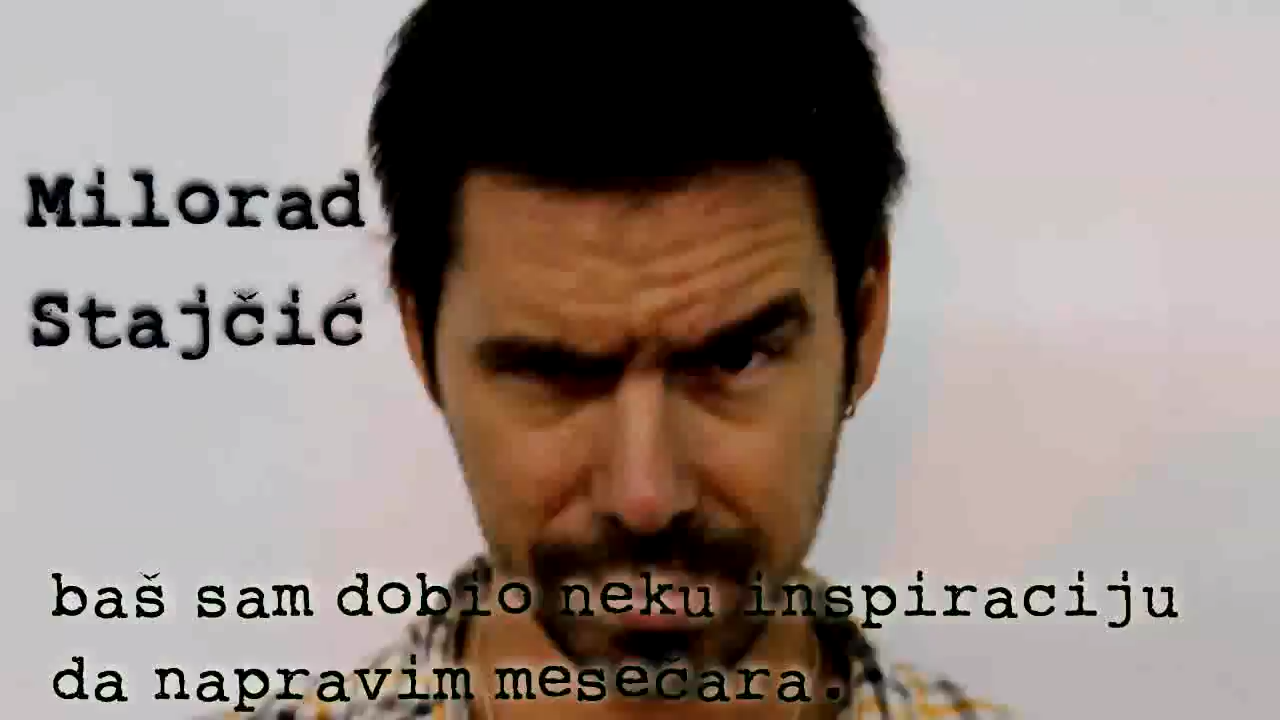 Milorad
Stajčić
baš sam dobio neku inspiraciju
da napravim mesečara.